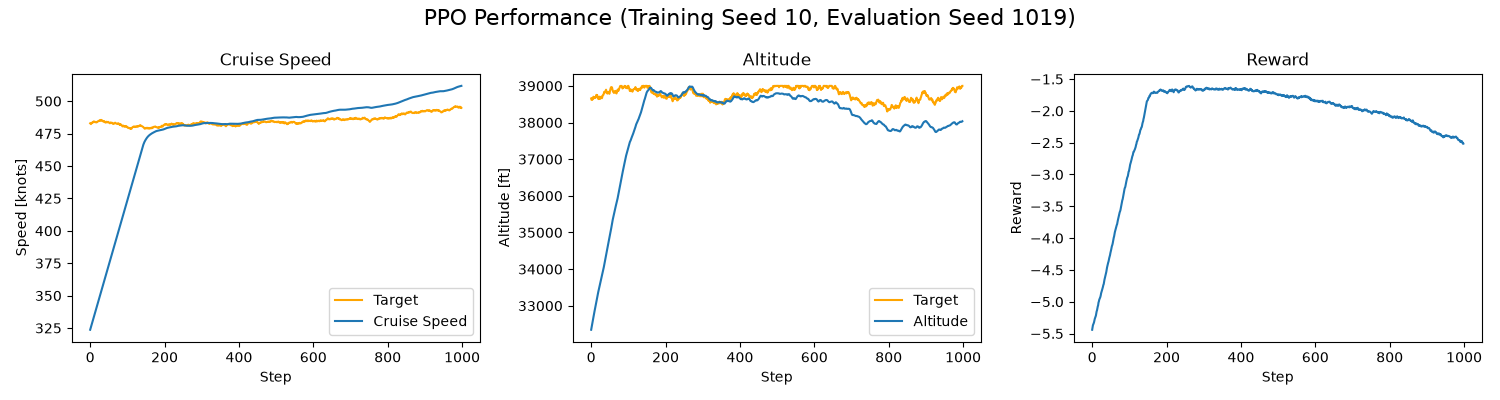 PPO Performance (Training Seed 10, Evaluation Seed 1019)
Cruise Speed
Speed [knots]
500
475
450
425
400
375
350
325
Target
Cruise Speed
0 200 400 600 800 1000
Step
Altitude
Altitude [ft]
39000
38000
37000
36000
35000
34000
33000
Target
Altitude
0 200 400 600 800 1000
Step
Reward
Reward
−1.5
−2.0
−2.5
−3.0
−3.5
−4.0
−4.5
−5.0
−5.5
0 200 400 600 800 1000
Step